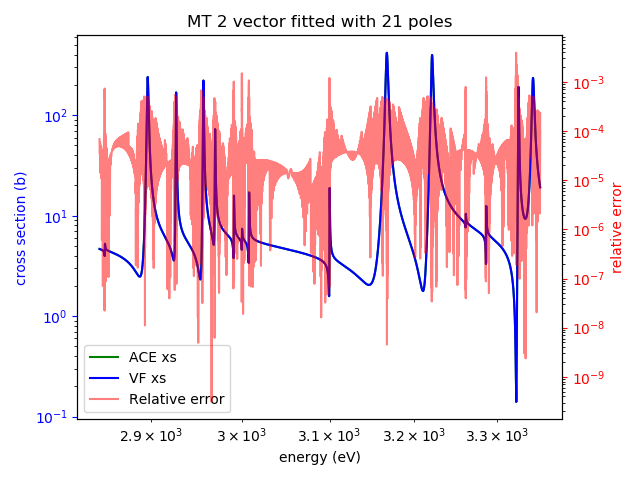 MT 2 vector fitted with 21 poles
cross section (b)
10²
10¹
10⁰
10⁻¹
10⁻³
10⁻⁴
10⁻⁵
10⁻⁶
10⁻⁷
10⁻⁸
10⁻⁹
relative error
ACE xs
VF xs
Relative error
2.9 × 10³ 3 × 10³ 3.1 × 10³ 3.2 × 10³ 3.3 × 10³
energy (eV)